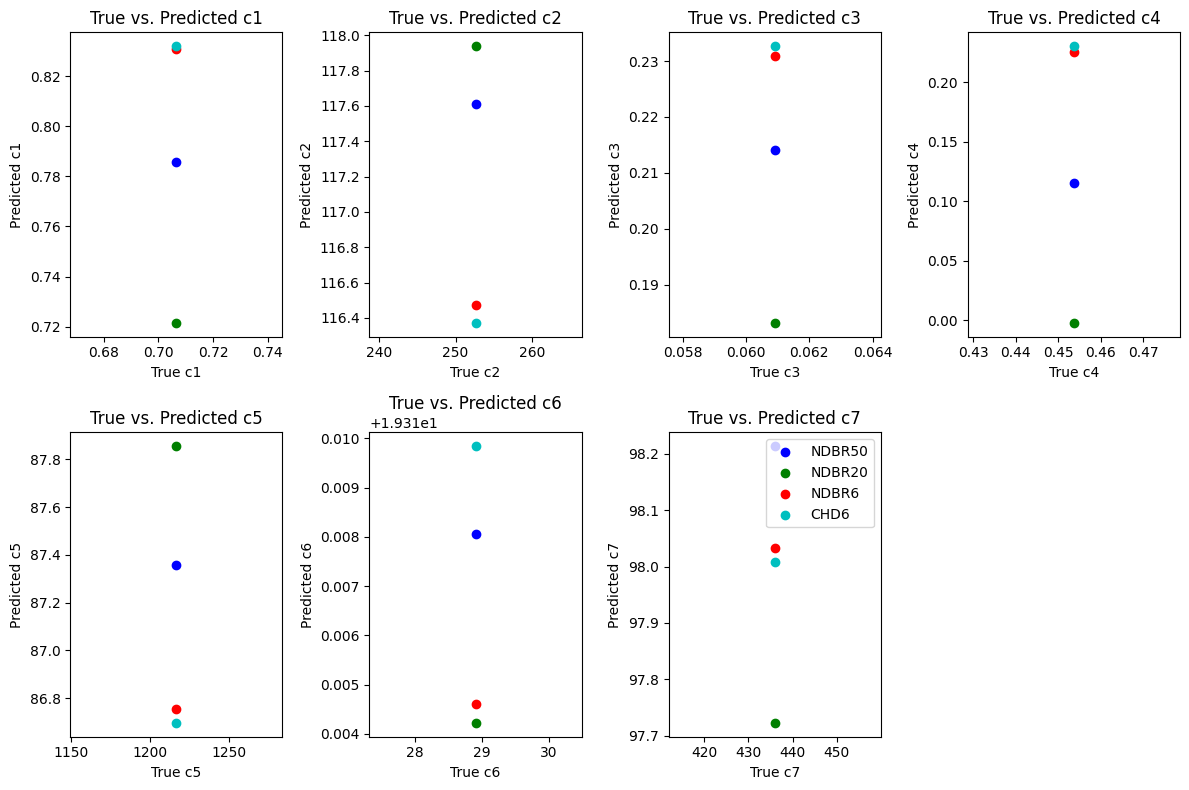 True vs. Predicted c1
True vs. Predicted c2
True vs. Predicted c3
True vs. Predicted c4
Predicted c1
0.82
0.80
0.78
0.76
0.74
0.72
0.68 0.70 0.72 0.74
True c1
Predicted c2
118.0
117.8
117.6
117.4
117.2
117.0
116.8
116.6
116.4
240 250 260
True c2
Predicted c3
0.23
0.22
0.21
0.20
0.19
0.058 0.060 0.062 0.064
True c3
Predicted c4
0.20
0.15
0.10
0.05
0.00
0.43 0.44 0.45 0.46 0.47
True c4
True vs. Predicted c5
Predicted c5
87.8
87.6
87.4
87.2
87.0
86.8
1150 1200 1250
True c5
True vs. Predicted c6
+1.931e1
Predicted c6
0.010
0.009
0.008
0.007
0.006
0.005
0.004
28 29 30
True c6
True vs. Predicted c7
Predicted c7
98.2
98.1
98.0
97.9
97.8
97.7
420 430 440 450
True c7
NDBR50
NDBR20
NDBR6
CHD6